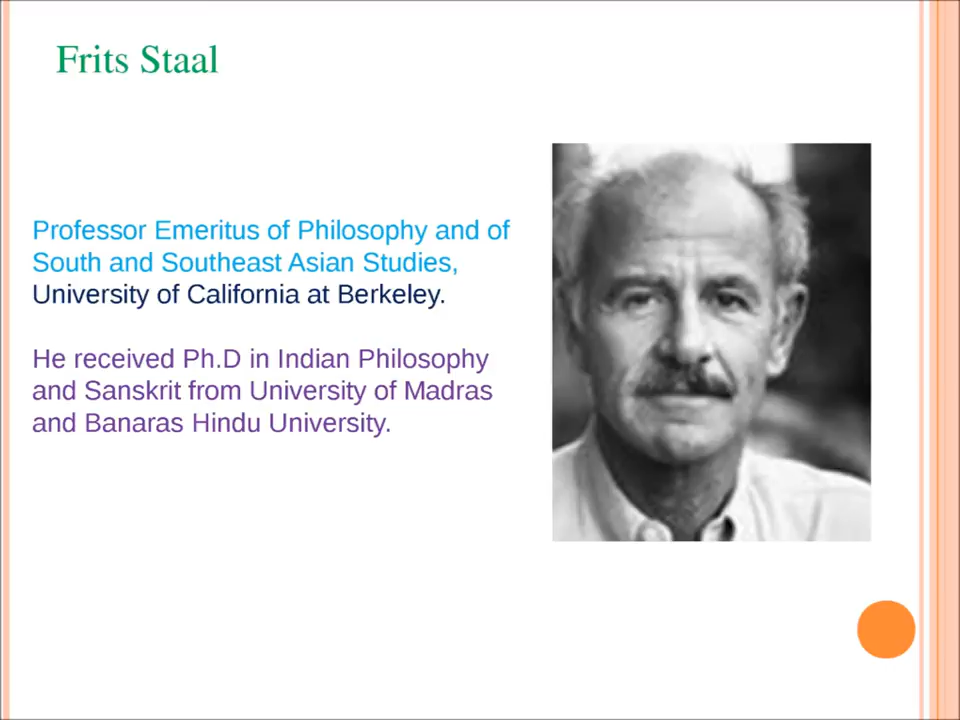 Frits Staal
Professor Emeritus of Philosophy and of
South and Southeast Asian Studies,
University of California at Berkeley.
He received Ph.D in Indian Philosophy
and Sanskrit from University of Madras
and Banaras Hindu University.